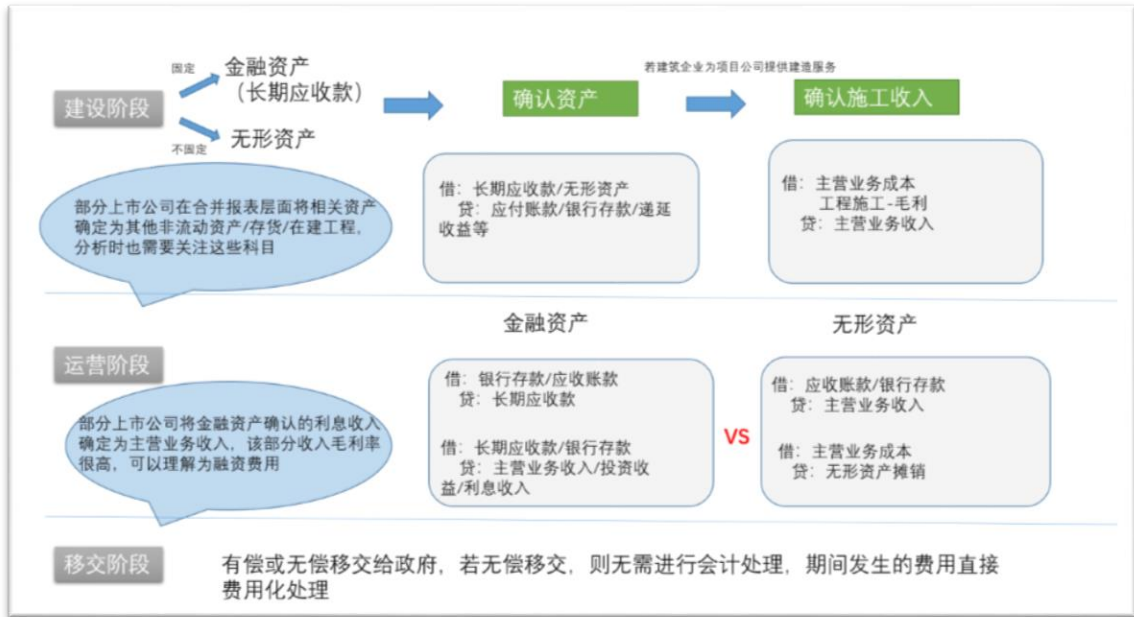 固定
金融资产
（长期应收款）
建设阶段
不固定
无形资产
确认资产
若建筑企业为项目公司提供建造服务
确认施工收入
部分上市公司在合并报表层面将相关资产
确定为其他非流动资产/存货/在建工程，
分析时也需要关注这些科目
借：长期应收款/无形资产
贷：应付账款/银行存款/递延
收益等
借：主营业务成本
工程施工-毛利
贷：主营业务收入
金融资产
无形资产
运营阶段
部分上市公司将金融资产确认的利息收入
确定为主营业务收入，该部分收入毛利率
很高，可以理解为融资费用
借：银行存款/应收账款
贷：长期应收款
借：长期应收款/银行存款
贷：主营业务收入/投资收
益/利息收入
VS
借：应收账款/银行存款
贷：主营业务收入
借：主营业务成本
贷：无形资产摊销
移交阶段
有偿或无偿移交给政府，若无偿移交，则无需进行会计处理，期间发生的费用直接
费用化处理